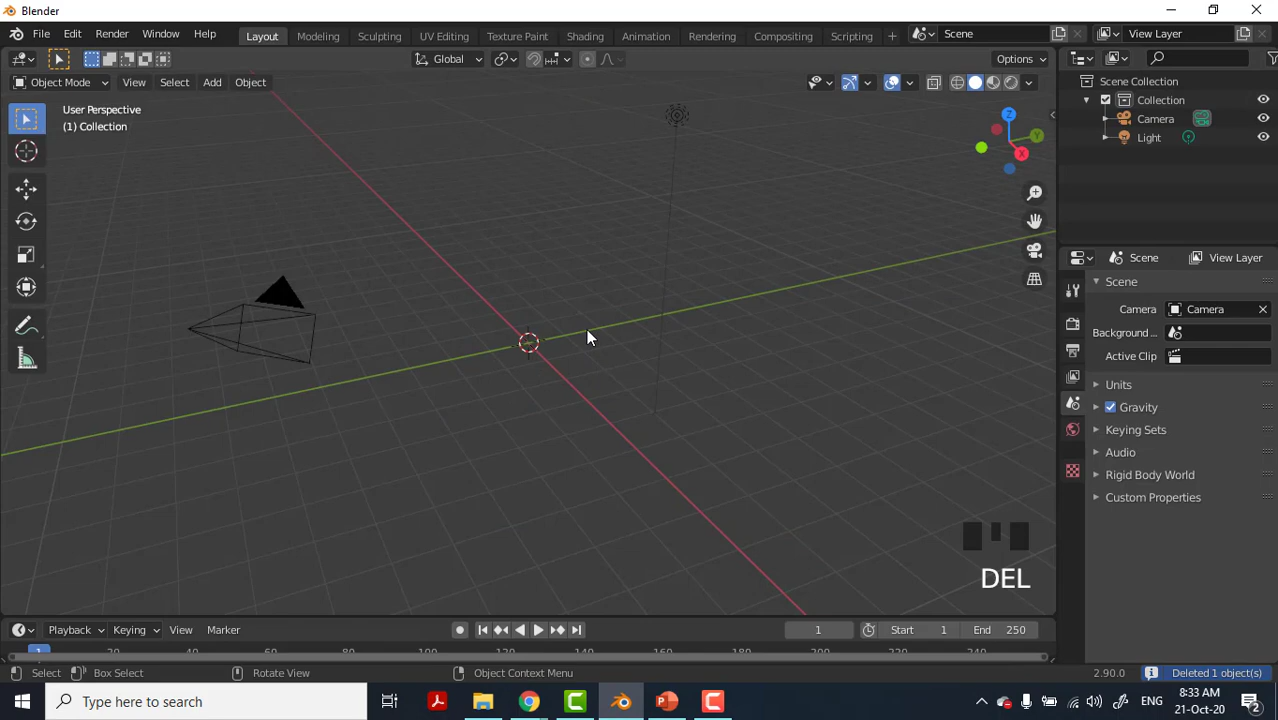 Blender
File Edit Render Window Help Layout Modeling Sculpting UV Editing Texture Paint Shading Animation Rendering Compositing Scripting + Scene View Layer
Global Options
Object Mode View Select Add Object
User Perspective
(1) Collection
Z
Y
X
Scene Collection
Collection
Camera
Light
Scene View Layer
Scene
Camera Camera
Background ...
Active Clip
Units
Gravity
Keying Sets
Audio
Rigid Body World
Custom Properties
DEL
Playback Keying View Marker 1 Start 1 End 250
1 20 40 60 80 100 120 140 160 180 200 220 240
Select Box Select Rotate View Object Context Menu 2.90.0 Deleted 1 object(s)
Type here to search ENG 8:33 AM
21-Oct-20 2